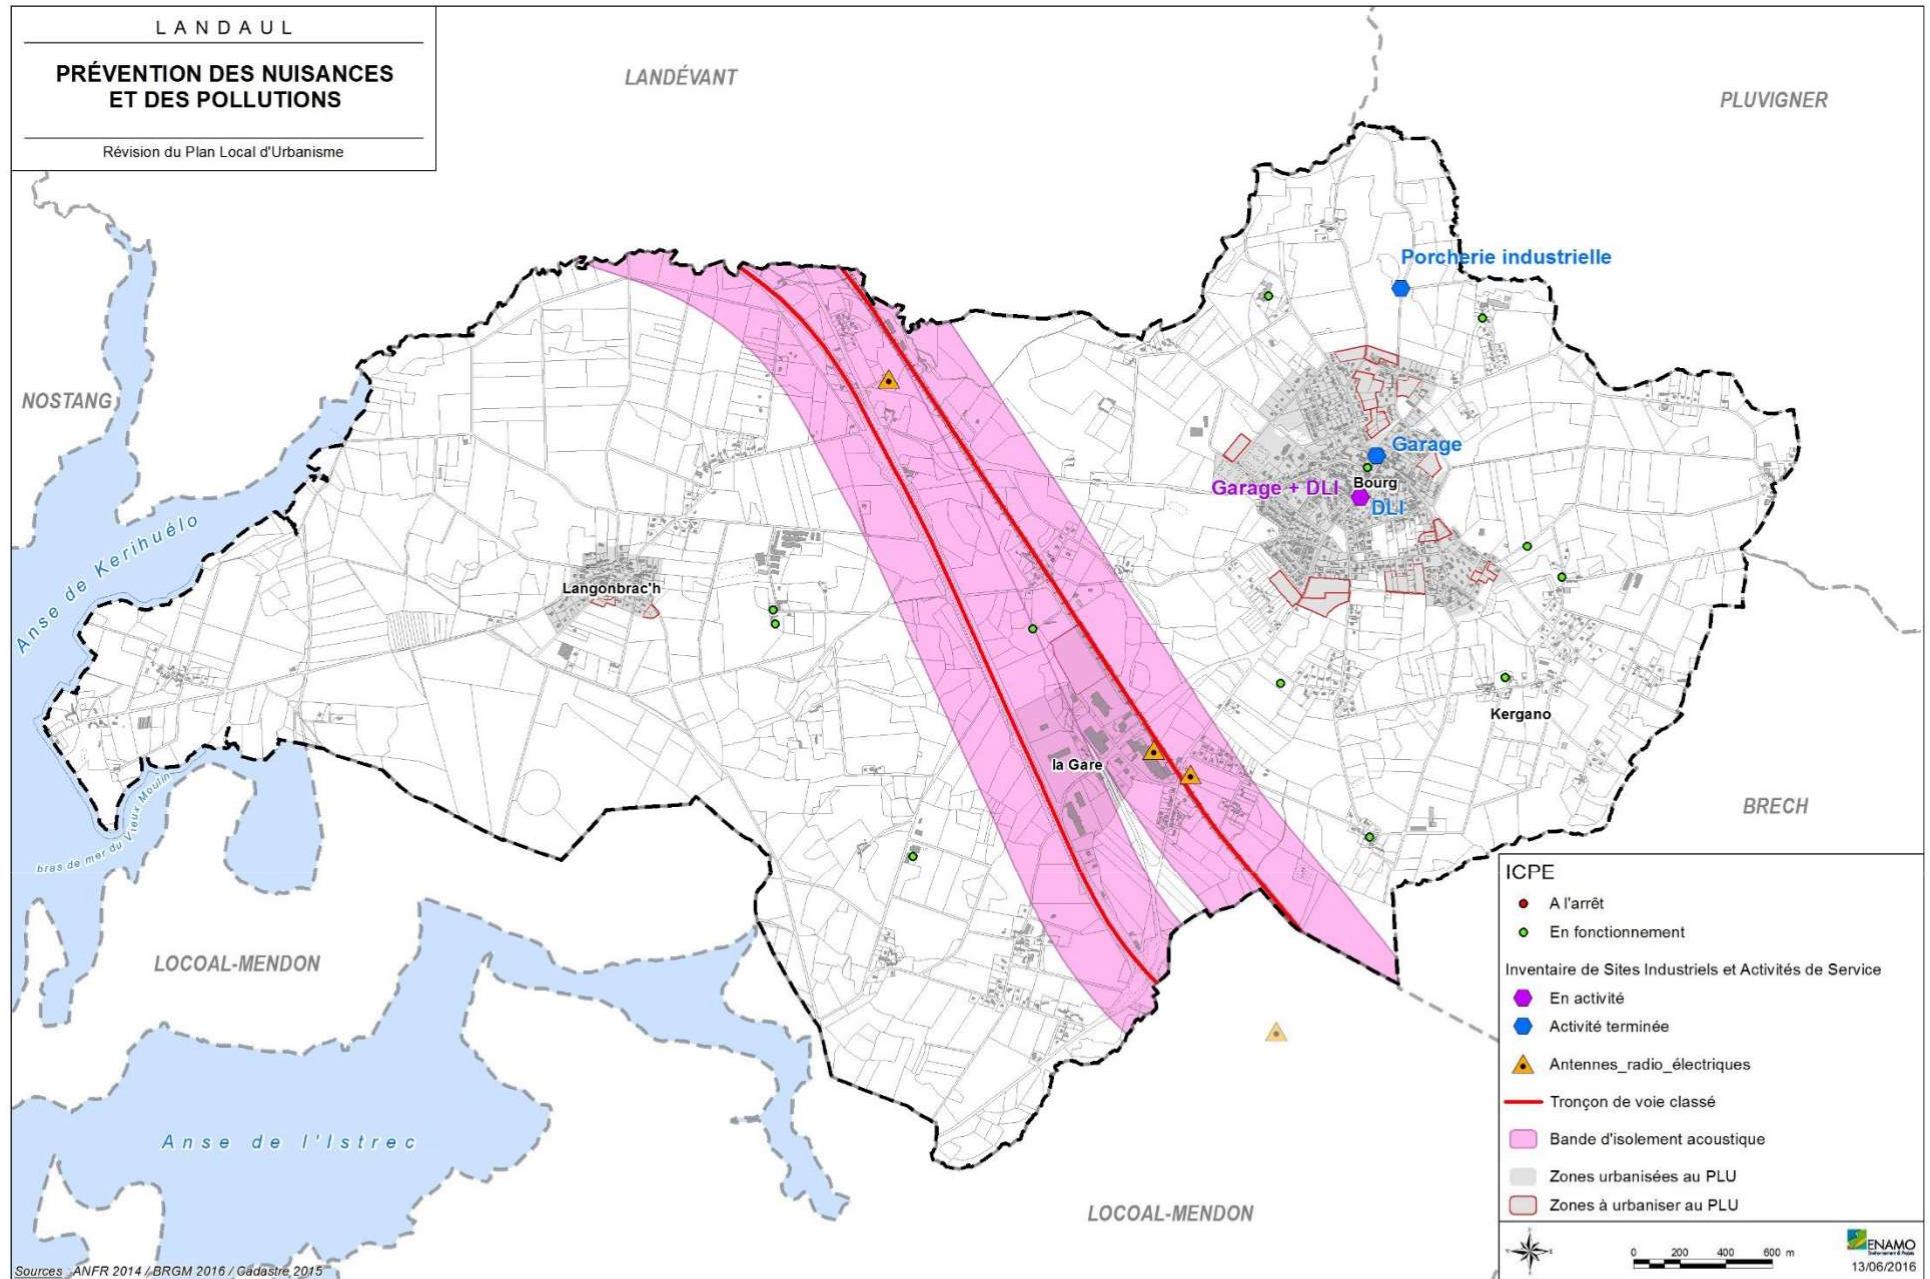 LANDAUL
PRÉVENTION DES NUISANCES
ET DES POLLUTIONS
Révision du Plan Local d'Urbanisme
LANDÉVANT
PLUVIGNER
Porcherie industrielle
NOSTANG
Garage
Bourg
Garage + DLI
DLI
Anse de Kerihuélo
Langonbrac'h
Kergano
la Gare
bras de mer du Vieux Moulin
BRECH
LOCOAL-MENDON
Anse de l'Istrec
LOCOAL-MENDON
ICPE
A l'arrêt
En fonctionnement
Inventaire de Sites Industriels et Activités de Service
En activité
Activité terminée
Antennes_radio_électriques
Tronçon de voie classé
Bande d'isolement acoustique
Zones urbanisées au PLU
Zones à urbaniser au PLU
0 200 400 600 m
ENAMO
13/06/2016
Sources : ANFR 2014 / BRGM 2016 / Cadastre 2015